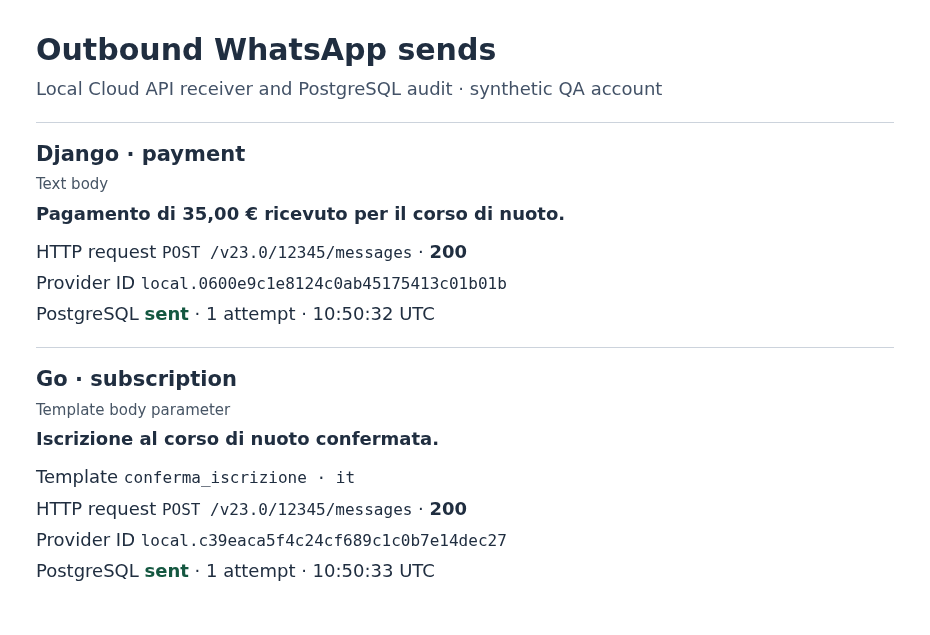 Outbound WhatsApp sends
Local Cloud API receiver and PostgreSQL audit · synthetic QA account
Django · payment
Text body
Pagamento di 35,00 € ricevuto per il corso di nuoto.
HTTP request POST /v23.0/12345/messages · 200
Provider ID local.0600e9c1e8124c0ab45175413c01b01b
PostgreSQL sent · 1 attempt · 10:50:32 UTC
Go · subscription
Template body parameter
Iscrizione al corso di nuoto confermata.
Template conferma_iscrizione · it
HTTP request POST /v23.0/12345/messages · 200
Provider ID local.c39eaca5f4c24cf689c1c0b7e14dec27
PostgreSQL sent · 1 attempt · 10:50:33 UTC